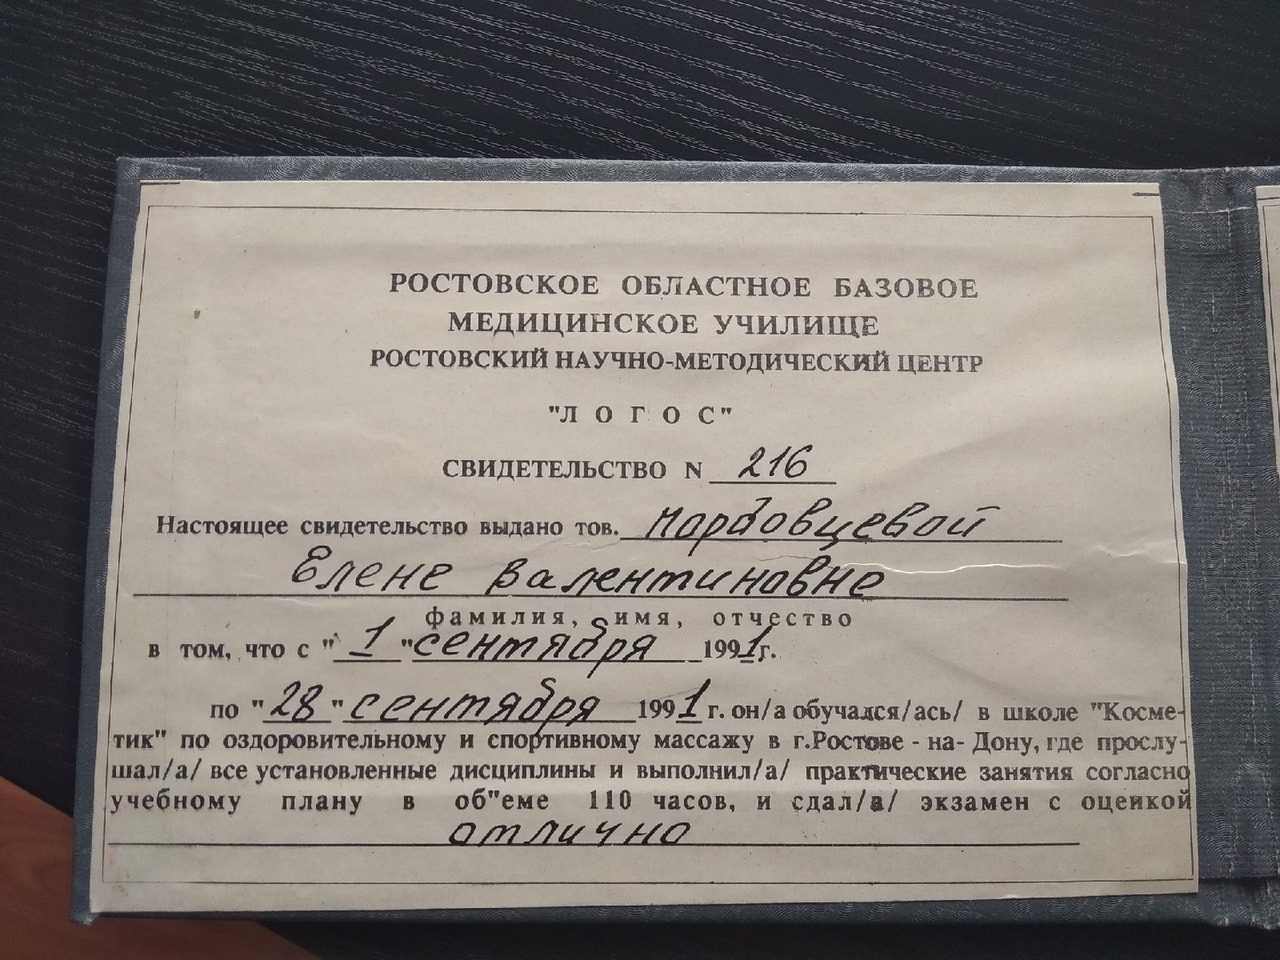 РОСТОВСКОЕ ОБЛАСТНОЕ БАЗОВОЕ
МЕДИЦИНСКОЕ УЧИЛИЩЕ
РОСТОВСКИЙ НАУЧНО-МЕТОДИЧЕСКИЙ ЦЕНТР
"Л О Г О С"
СВИДЕТЕЛЬСТВО N 216
Настоящее свидетельство выдано тов.
Елене Валентиновне
фамилия, имя, отчество
в том, что с "1" сентября 1991г.
по "28" сентября 1991 г. он/а обучался/ась/ в школе "Косме-
тик" по оздоровительному и спортивному массажу в г.Ростове - на- Дону, где прослу-
шал/а/ все установленные дисциплины и выполнил/а/ практические занятия согласно
учебному плану в об"еме 110 часов, и сдал/а/ экзамен с оценкой
отлично